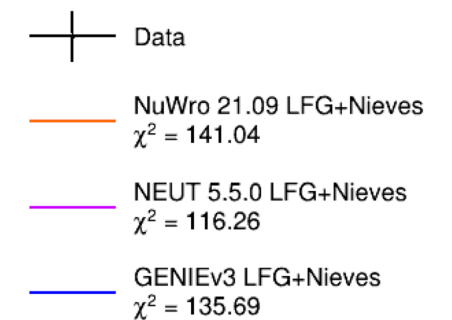 Data
NuWro 21.09 LFG+Nieves
χ² = 141.04
NEUT 5.5.0 LFG+Nieves
χ² = 116.26
GENIEv3 LFG+Nieves
χ² = 135.69